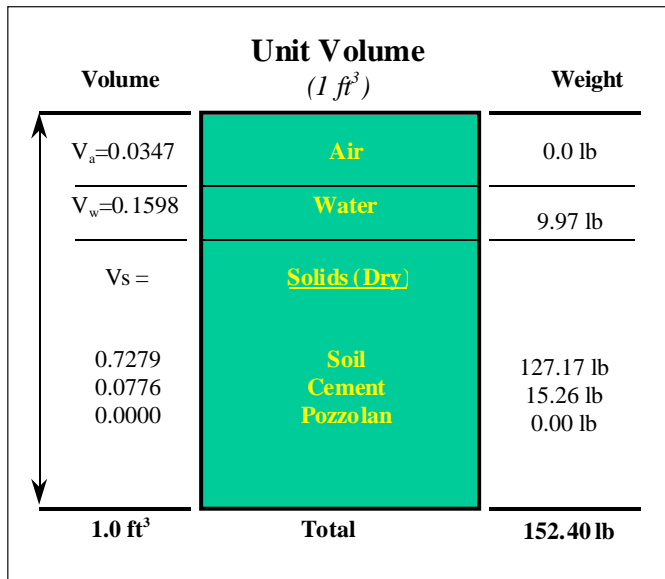 Unit Volume
Volume (1 ft³) Weight
Vₐ=0.0347 Air 0.0 lb
V_w=0.1598 Water 9.97 lb
Vs = Solids (Dry)
0.7279 Soil 127.17 lb
0.0776 Cement 15.26 lb
0.0000 Pozzolan 0.00 lb
1.0 ft³ Total 152.40 lb